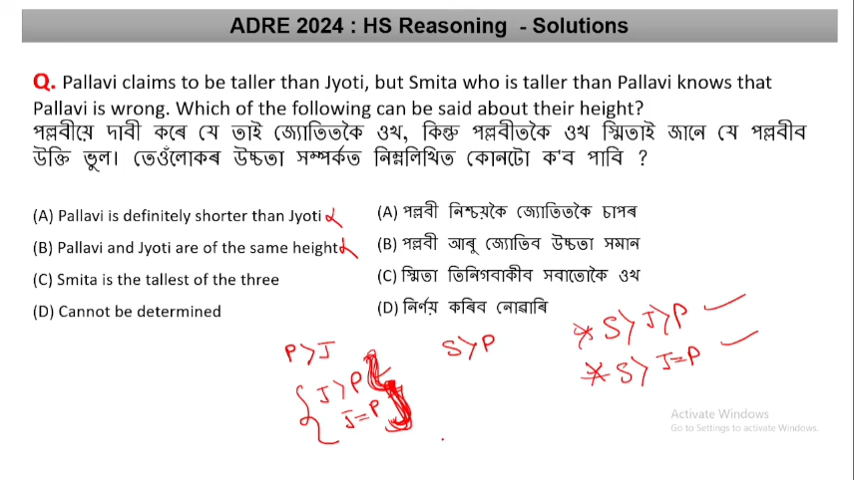 ADRE 2024 : HS Reasoning - Solutions
Q. Pallavi claims to be taller than Jyoti, but Smita who is taller than Pallavi knows that
Pallavi is wrong. Which of the following can be said about their height?
পল্লবীয়ে দাবী কৰে যে তাই জ্যোতিতকৈ ওখ, কিন্তু পল্লবীতকৈ ওখ স্মিতাই জানে যে পল্লবীৰ
উক্তি ভুল। তেওঁলোকৰ উচ্চতা সম্পৰ্কত নিম্নলিখিত কোনটো ক'ব পাৰি ?
(A) Pallavi is definitely shorter than Jyoti
(A) পল্লবী নিশ্চয়কৈ জ্যোতিতকৈ চাপৰ
(B) Pallavi and Jyoti are of the same height
(B) পল্লবী আৰু জ্যোতিৰ উচ্চতা সমান
(C) Smita is the tallest of the three
(C) স্মিতা তিনিগৰাকীৰ সবাতোকৈ ওখ
(D) Cannot be determined
(D) নিৰ্ণয় কৰিব নোৱাৰি
P>J
S>P
* S>J>P
* S>J=P
J>P
J=P
Activate Windows
Go to Settings to activate Windows.